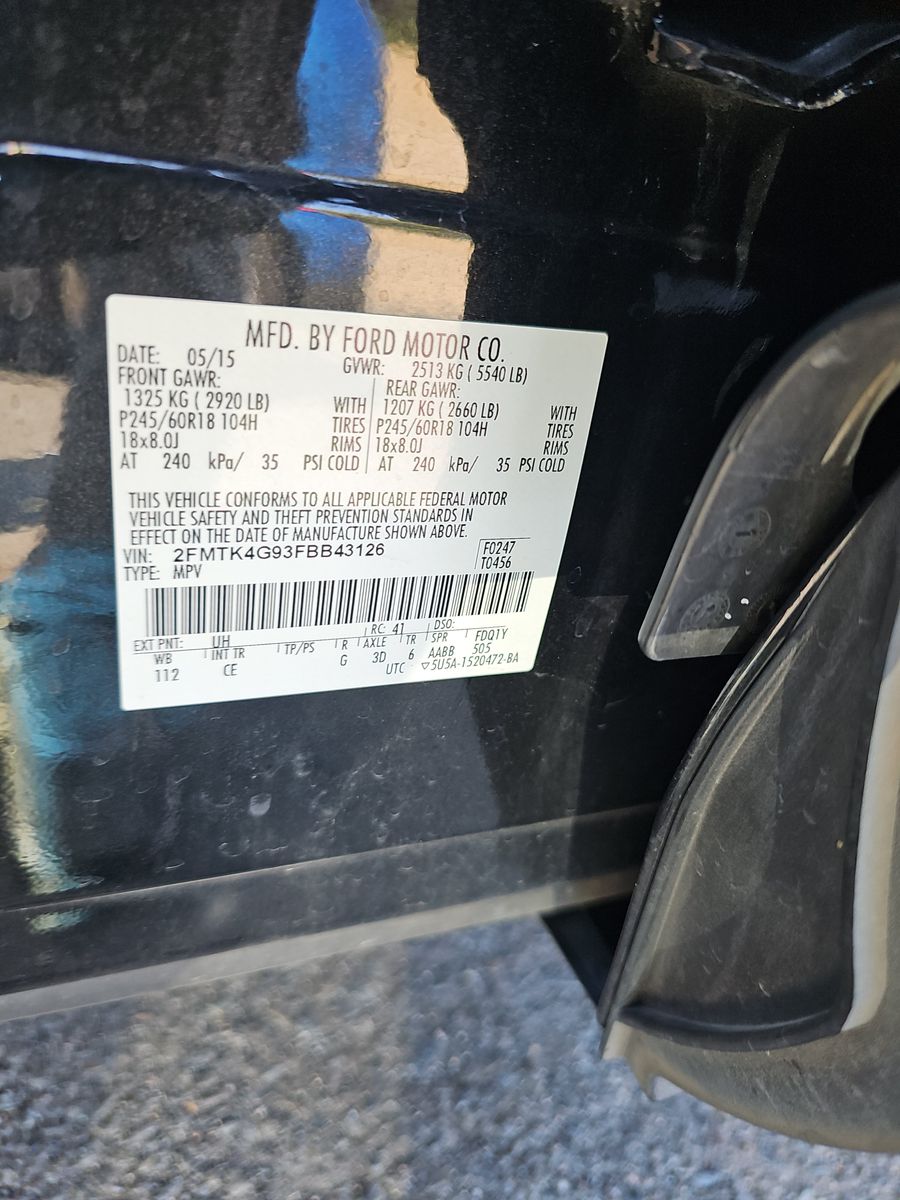 MFD. BY FORD MOTOR CO.
DATE: 05/15 GVWR: 2513 KG ( 5540 LB)
FRONT GAWR: REAR GAWR:
1325 KG ( 2920 LB) WITH 1207 KG ( 2660 LB) WITH
P245/60R18 104H TIRES P245/60R18 104H TIRES
18x8.0J RIMS 18x8.0J RIMS
AT 240 kPa/ 35 PSI COLD AT 240 kPa/ 35 PSI COLD
THIS VEHICLE CONFORMS TO ALL APPLICABLE FEDERAL MOTOR
VEHICLE SAFETY AND THEFT PREVENTION STANDARDS IN
EFFECT ON THE DATE OF MANUFACTURE SHOWN ABOVE.
VIN: 2FMTK4G93FBB43126 F0247
TYPE: MPV T0456
EXT PNT: UH RC: 41 DSO: FDQ1Y
WB INT TR TP/PS R AXLE TR SPR 505
112 CE G 3D 6 AABB
UTC ▽5U5A-1520472-BA